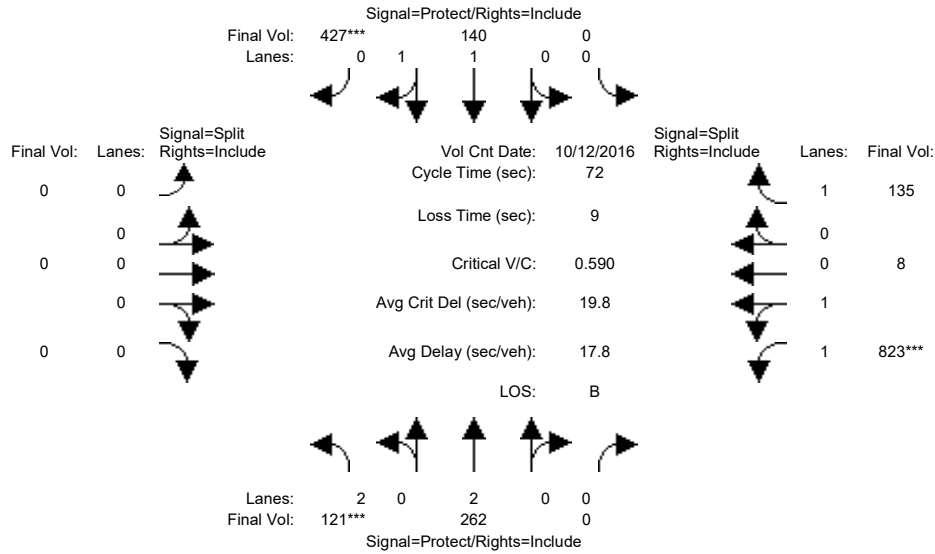 Signal=Protect/Rights=Include
Final Vol: 427*** 140 0
Lanes: 0 1 1 0 0
Signal=Split
Final Vol: Lanes: Rights=Include
Vol Cnt Date: 10/12/2016
Signal=Split
Rights=Include Lanes: Final Vol:
Cycle Time (sec): 72
0 0
1 135
Loss Time (sec): 9
0
0
0 0
Critical V/C: 0.590
0 8
0
Avg Crit Del (sec/veh): 19.8
1
0 0
Avg Delay (sec/veh): 17.8
1 823***
LOS: B
Lanes: 2 0 2 0 0
Final Vol: 121*** 262 0
Signal=Protect/Rights=Include